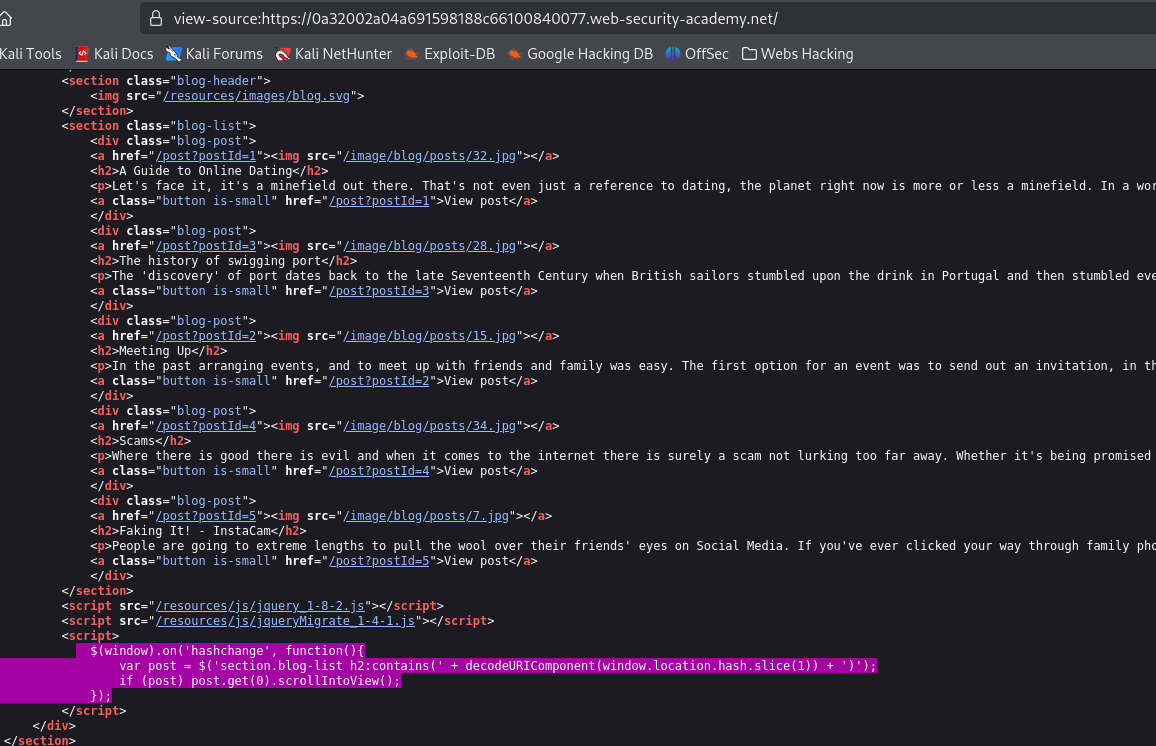 view-source:https://0a32002a04a691598188c66100840077.web-security-academy.net/
Kali Tools Kali Docs Kali Forums Kali NetHunter Exploit-DB Google Hacking DB OffSec Webs Hacking
<section class="blog-header">
<img src="/resources/images/blog.svg">
</section>
<section class="blog-list">
<div class="blog-post">
<a href="/post?postId=1"><img src="/image/blog/posts/32.jpg"></a>
<h2>A Guide to Online Dating</h2>
<p>Let's face it, it's a minefield out there. That's not even just a reference to dating, the planet right now is more or less a minefield. In a wor
<a class="button is-small" href="/post?postId=1">View post</a>
</div>
<div class="blog-post">
<a href="/post?postId=3"><img src="/image/blog/posts/28.jpg"></a>
<h2>The history of swigging port</h2>
<p>The 'discovery' of port dates back to the late Seventeenth Century when British sailors stumbled upon the drink in Portugal and then stumbled eve
<a class="button is-small" href="/post?postId=3">View post</a>
</div>
<div class="blog-post">
<a href="/post?postId=2"><img src="/image/blog/posts/15.jpg"></a>
<h2>Meeting Up</h2>
<p>In the past arranging events, and to meet up with friends and family was easy. The first option for an event was to send out an invitation, in th
<a class="button is-small" href="/post?postId=2">View post</a>
</div>
<div class="blog-post">
<a href="/post?postId=4"><img src="/image/blog/posts/34.jpg"></a>
<h2>Scams</h2>
<p>Where there is good there is evil and when it comes to the internet there is surely a scam not lurking too far away. Whether it's being promised
<a class="button is-small" href="/post?postId=4">View post</a>
</div>
<div class="blog-post">
<a href="/post?postId=5"><img src="/image/blog/posts/7.jpg"></a>
<h2>Faking It! - InstaCam</h2>
<p>People are going to extreme lengths to pull the wool over their friends' eyes on Social Media. If you've ever clicked your way through family pho
<a class="button is-small" href="/post?postId=5">View post</a>
</div>
</section>
<script src="/resources/js/jquery_1-8-2.js"></script>
<script src="/resources/js/jqueryMigrate_1-4-1.js"></script>
<script>
$(window).on('hashchange', function(){
var post = $('section.blog-list h2:contains(' + decodeURIComponent(window.location.hash.slice(1)) + ')');
if (post) post.get(0).scrollIntoView();
});
</script>
</div>
</section>